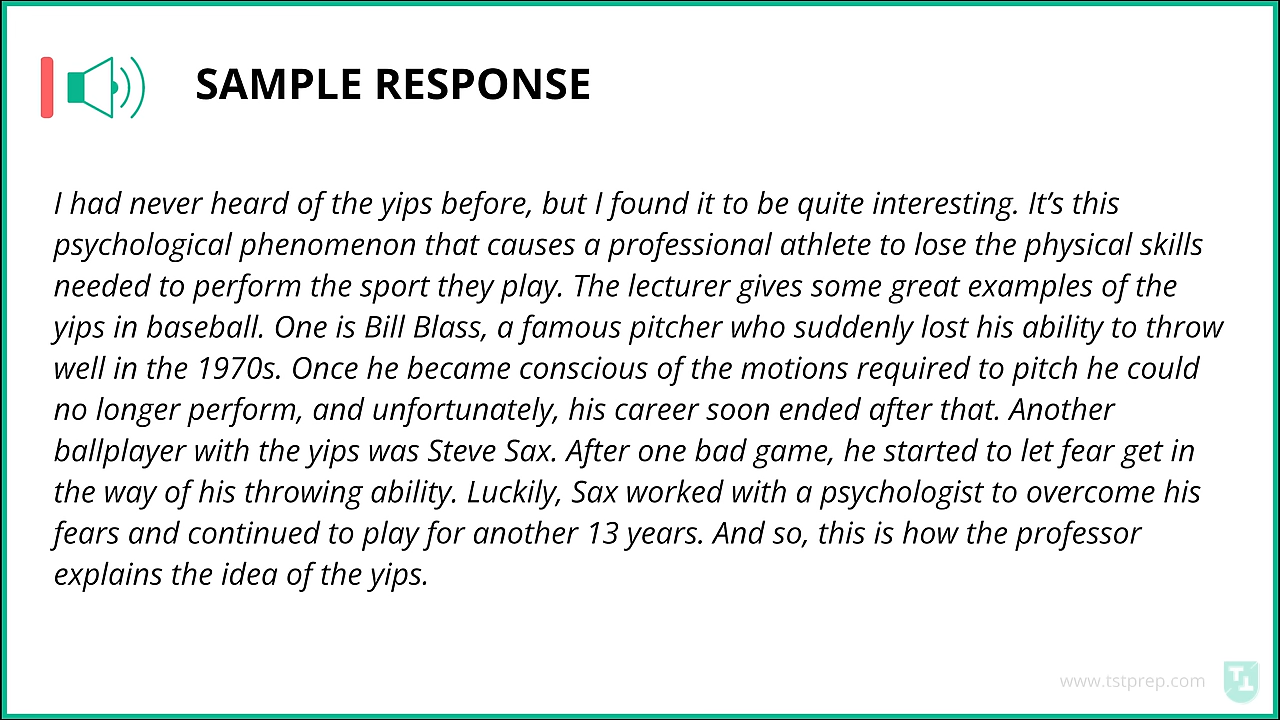 SAMPLE RESPONSE
I had never heard of the yips before, but I found it to be quite interesting. It’s this
psychological phenomenon that causes a professional athlete to lose the physical skills
needed to perform the sport they play. The lecturer gives some great examples of the
yips in baseball. One is Bill Blass, a famous pitcher who suddenly lost his ability to throw
well in the 1970s. Once he became conscious of the motions required to pitch he could
no longer perform, and unfortunately, his career soon ended after that. Another
ballplayer with the yips was Steve Sax. After one bad game, he started to let fear get in
the way of his throwing ability. Luckily, Sax worked with a psychologist to overcome his
fears and continued to play for another 13 years. And so, this is how the professor
explains the idea of the yips.
www.tstprep.com